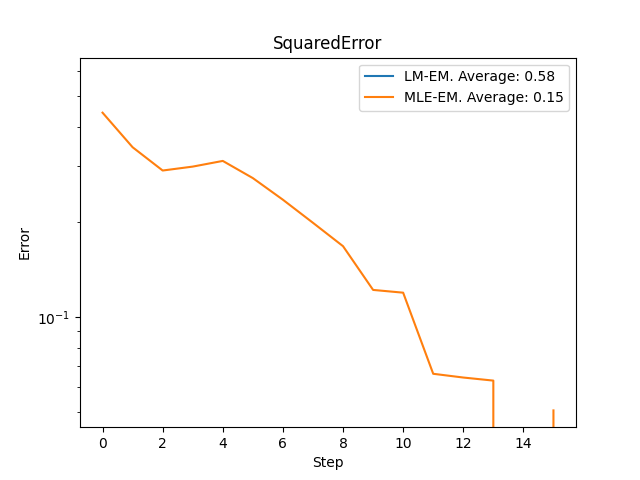 SquaredError
LM-EM. Average: 0.58
MLE-EM. Average: 0.15
Error
10⁻¹
0 2 4 6 8 10 12 14
Step